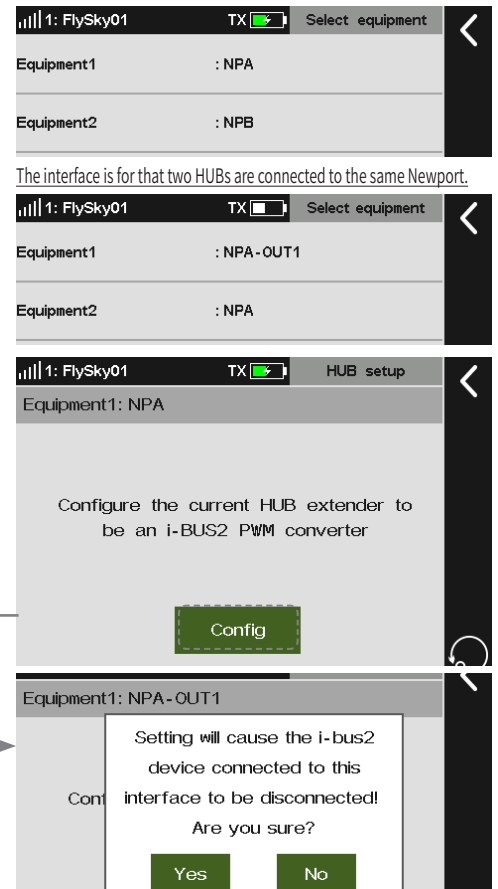 1: FlySky01 TX Select equipment
Equipment1 : NPA
Equipment2 : NPB
The interface is for that two HUBs are connected to the same Newport.
1: FlySky01 TX Select equipment
Equipment1 : NPA-OUT1
Equipment2 : NPA
1: FlySky01 TX HUB setup
Equipment1: NPA
Configure the current HUB extender to
be an i-BUS2 PWM converter
Config
Equipment1: NPA-OUT1
Setting will cause the i-bus2
device connected to this
Conf interface to be disconnected!
Are you sure?
Yes No